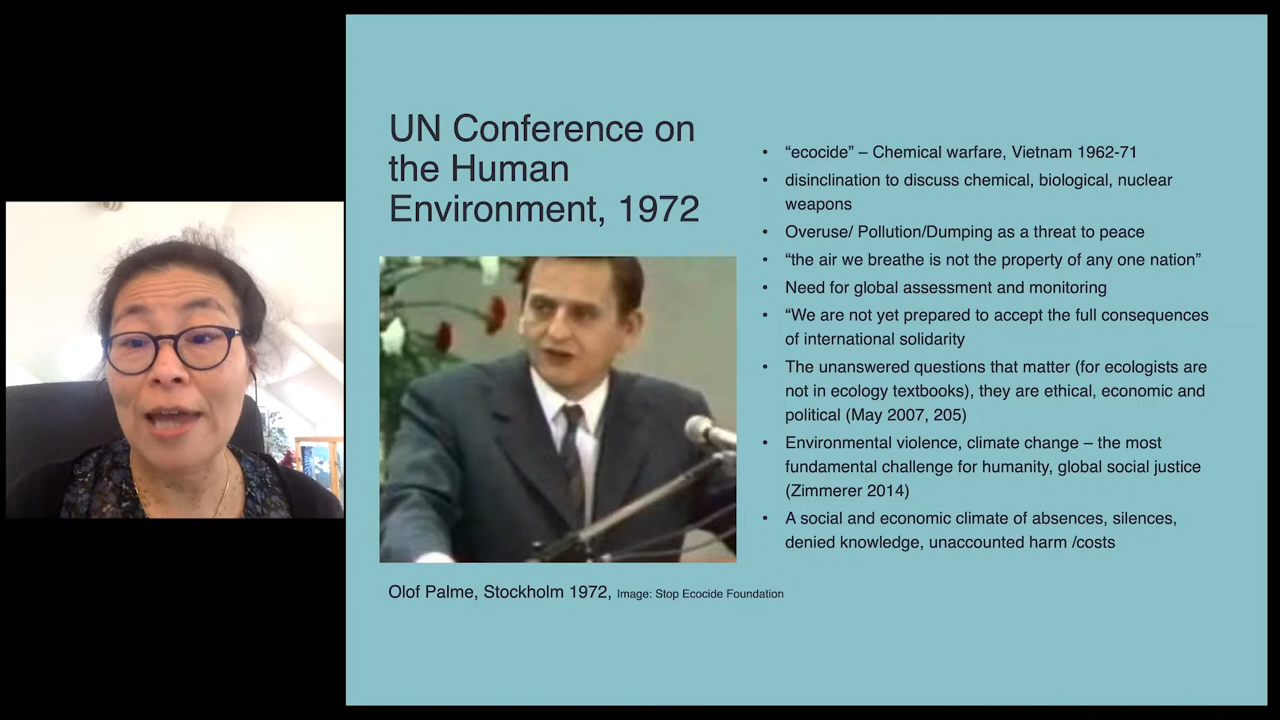 UN Conference on
the Human
Environment, 1972
• “ecocide” – Chemical warfare, Vietnam 1962-71
• disinclination to discuss chemical, biological, nuclear
weapons
• Overuse/ Pollution/Dumping as a threat to peace
• “the air we breathe is not the property of any one nation”
• Need for global assessment and monitoring
• “We are not yet prepared to accept the full consequences
of international solidarity
• The unanswered questions that matter (for ecologists are
not in ecology textbooks), they are ethical, economic and
political (May 2007, 205)
• Environmental violence, climate change – the most
fundamental challenge for humanity, global social justice
(Zimmerer 2014)
• A social and economic climate of absences, silences,
denied knowledge, unaccounted harm /costs
Olof Palme, Stockholm 1972, Image: Stop Ecocide Foundation